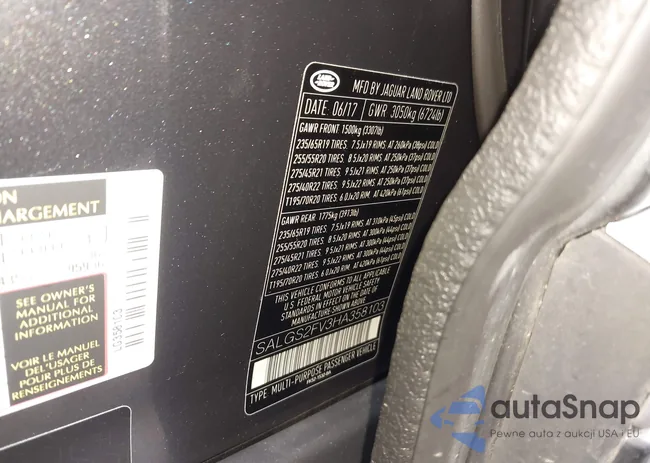 LAND ROVER
MFD BY JAGUAR LAND ROVER LTD
DATE 06/17 GWR 3050kg (6724lb)
GAWR FRONT 1500kg (3307lb)
235/65R19 TIRES. 7.5Jx19 RIMS. AT 260kPa (38psi) COLD
255/55R20 TIRES. 8.5Jx20 RIMS. AT 250kPa (37psi) COLD
275/45R21 TIRES. 9.5Jx21 RIMS. AT 250kPa (37psi) COLD
275/40R22 TIRES. 9.5Jx22 RIMS. AT 250kPa (37psi) COLD
T195/70R20 TIRES. 6.0Jx20 RIM. AT 420kPa (61psi) COLD
GAWR REAR 1775kg (3913lb)
235/65R19 TIRES. 7.5Jx19 RIMS. AT 310kPa (45psi) COLD
255/55R20 TIRES. 8.5Jx20 RIMS. AT 300kPa (44psi) COLD
275/45R21 TIRES. 9.5Jx21 RIMS. AT 300kPa (44psi) COLD
275/40R22 TIRES. 9.5Jx22 RIMS. AT 300kPa (44psi) COLD
T195/70R20 TIRES. 6.0Jx20 RIM. AT 420kPa (61psi) COLD
THIS VEHICLE CONFORMS TO ALL APPLICABLE
U.S. FEDERAL MOTOR VEHICLE SAFETY
STANDARDS IN EFFECT ON THE DATE OF
MANUFACTURE SHOWN ABOVE
SALGS2FV3HA358103
TYPE: MULTI-PURPOSE PASSENGER VEHICLE
ON
HARGEMENT
SEE OWNER'S
MANUAL FOR
ADDITIONAL
INFORMATION
VOIR LE MANUEL
DE L'USAGER
POUR PLUS DE
RENSEIGNEMENTS
LG358103
autaSnap
Pewne auta z aukcji USA i EU